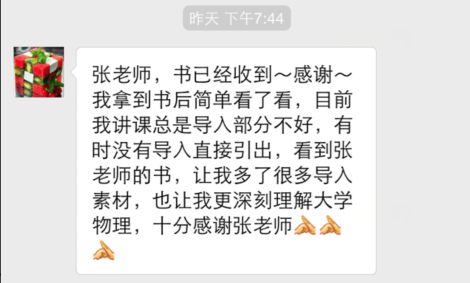 昨天 下午7:44
张老师，书已经收到～感谢～
我拿到书后简单看了看，目前
我讲课总是导入部分不好，有
时没有导入直接引出，看到张
老师的书，让我多了很多导入
素材，也让我更深刻理解大学
物理，十分感谢张老师